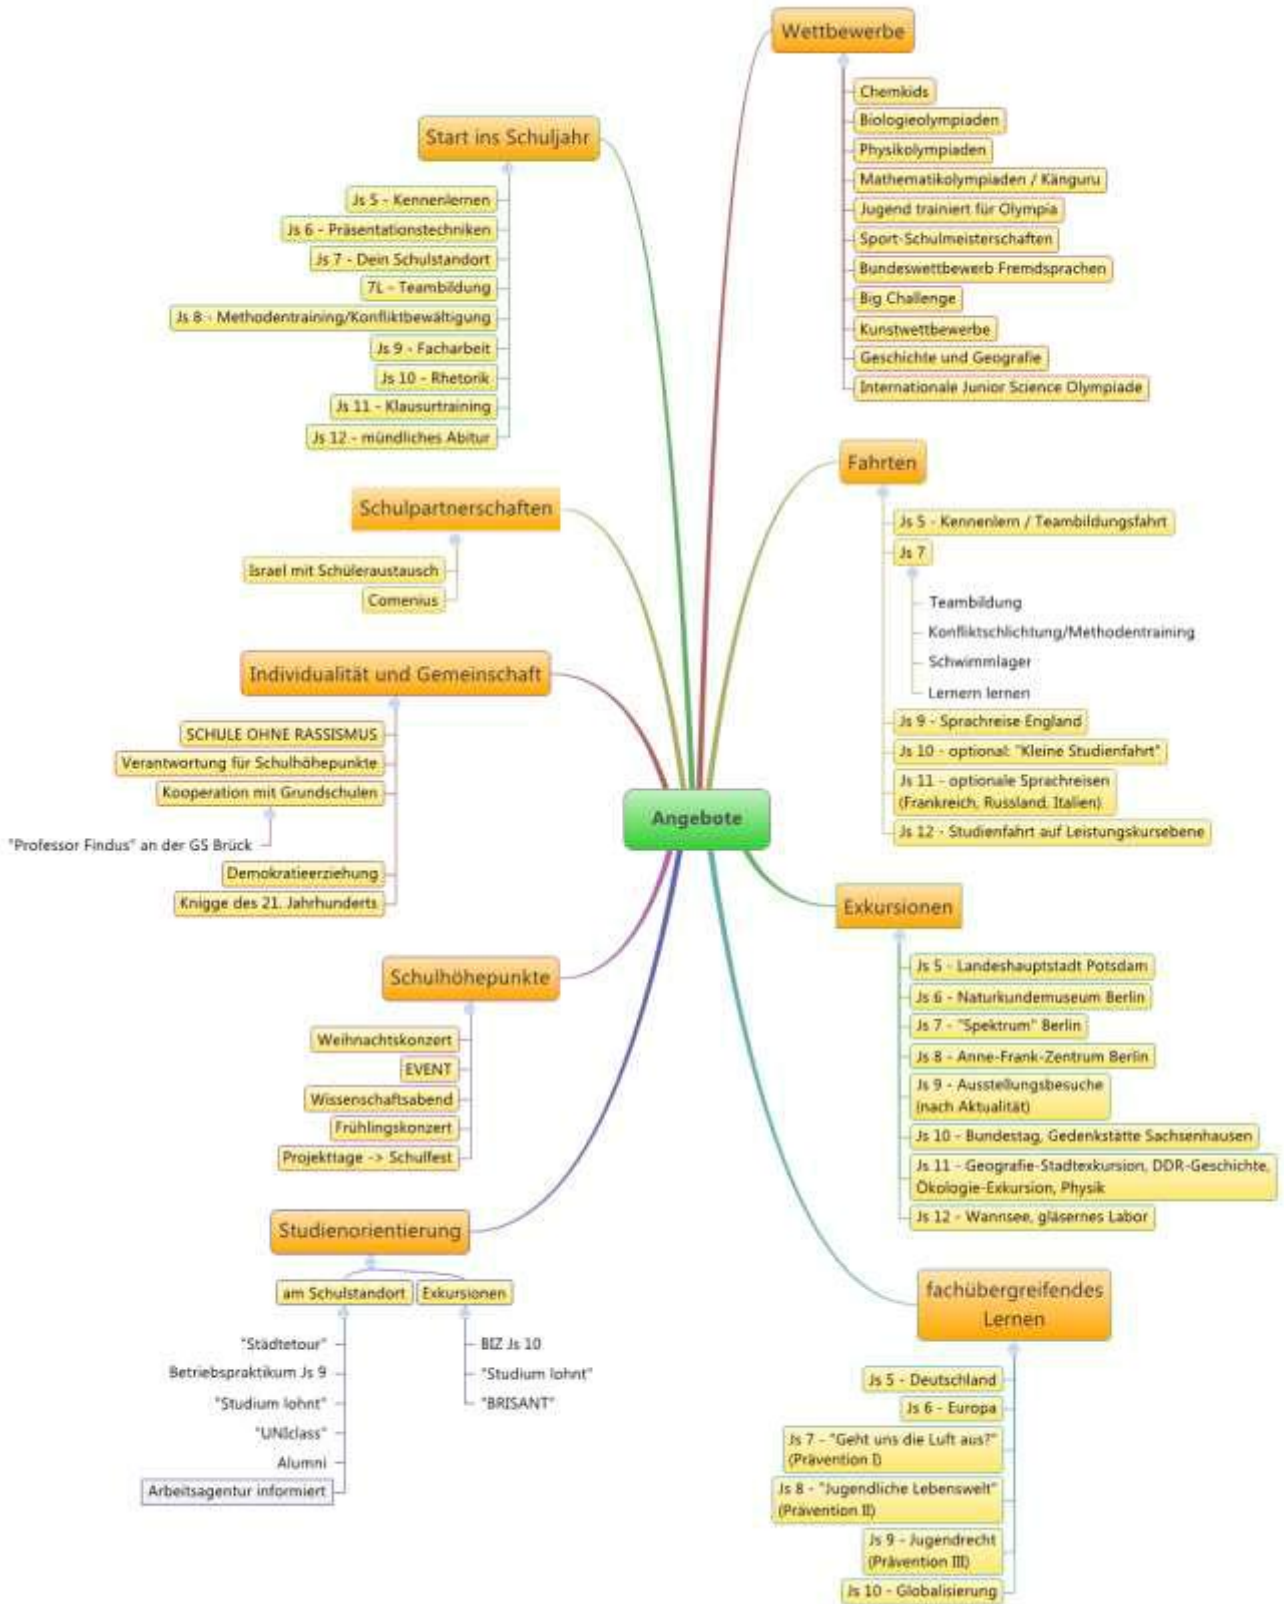 Wettbewerbe
Chemkids
Biologieolympiaden
Physikolympiaden
Mathematikolympiaden / Känguru
Jugend trainiert für Olympia
Sport-Schulmeisterschaften
Bundeswettbewerb Fremdsprachen
Big Challenge
Kunstwettbewerbe
Geschichte und Geografie
Internationale Junior Science Olympiade
Start ins Schuljahr
Js 5 - Kennenlernen
Js 6 - Präsentationstechniken
Js 7 - Dein Schulstandort
7L - Teambildung
Js 8 - Methodentraining/Konfliktbewältigung
Js 9 - Facharbeit
Js 10 - Rhetorik
Js 11 - Klausurtraining
Js 12 - mündliches Abitur
Fahrten
Js 5 - Kennenlern / Teambildungsfahrt
Js 7
Teambildung
Konfliktschlichtung/Methodentraining
Schwimmlager
Lernern lernen
Js 9 - Sprachreise England
Js 10 - optional: "Kleine Studienfahrt"
Js 11 - optionale Sprachreisen
(Frankreich, Russland, Italien)
Js 12 - Studienfahrt auf Leistungskursebene
Schulpartnerschaften
Israel mit Schüleraustausch
Comenius
Individualität und Gemeinschaft
SCHULE OHNE RASSISMUS
Verantwortung für Schulhöhepunkte
Kooperation mit Grundschulen
"Professor Findus" an der GS Brück
Demokratieerziehung
Knigge des 21. Jahrhunderts
Angebote
Exkursionen
Js 5 - Landeshauptstadt Potsdam
Js 6 - Naturkundemuseum Berlin
Js 7 - "Spektrum" Berlin
Js 8 - Anne-Frank-Zentrum Berlin
Js 9 - Ausstellungsbesuche
(nach Aktualität)
Js 10 - Bundestag, Gedenkstätte Sachsenhausen
Js 11 - Geografie-Stadtexkursion, DDR-Geschichte,
Ökologie-Exkursion, Physik
Js 12 - Wannsee, gläsernes Labor
Schulhöhepunkte
Weihnachtskonzert
EVENT
Wissenschaftsabend
Frühlingskonzert
Projekttage -> Schulfest
Studienorientierung
am Schulstandort
"Städtetour"
Betriebspraktikum Js 9
"Studium lohnt"
"UNIclass"
Alumni
Arbeitsagentur informiert
Exkursionen
BIZ Js 10
"Studium lohnt"
"BRISANT"
fachübergreifendes
Lernen
Js 5 - Deutschland
Js 6 - Europa
Js 7 - "Geht uns die Luft aus?"
(Prävention I)
Js 8 - "Jugendliche Lebenswelt"
(Prävention II)
Js 9 - Jugendrecht
(Prävention III)
Js 10 - Globalisierung